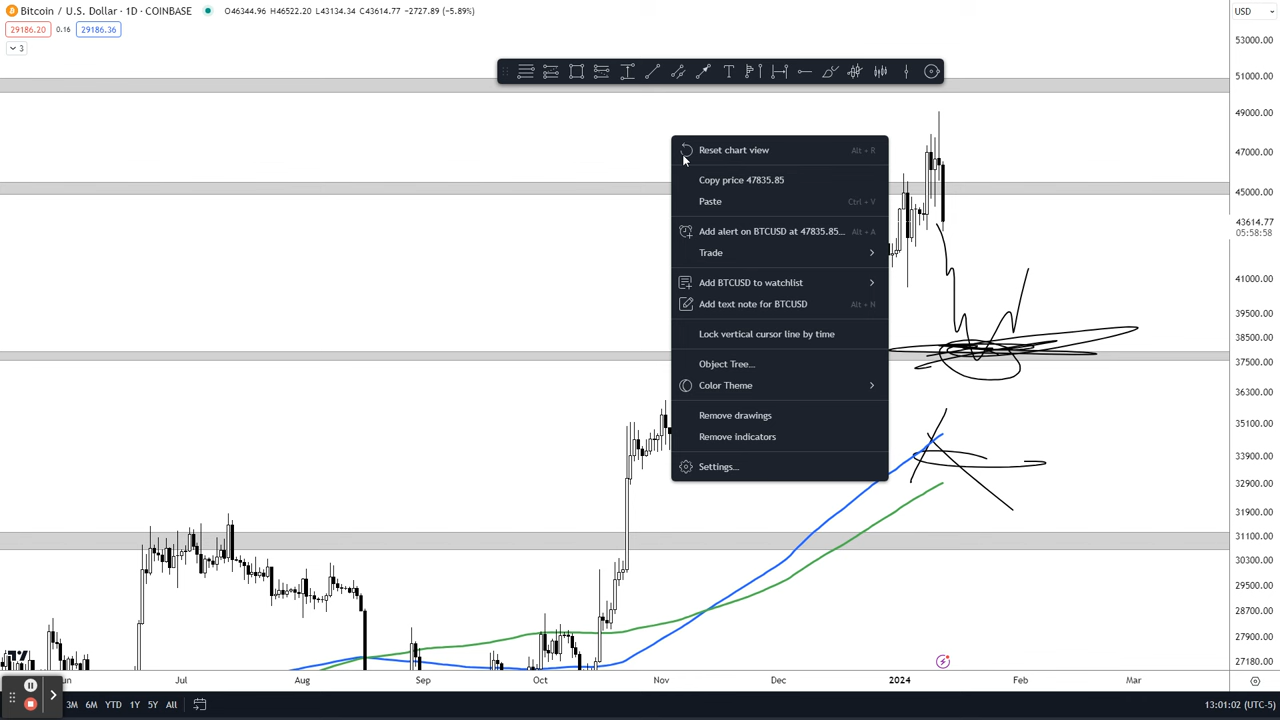 Bitcoin / U.S. Dollar · 1D · COINBASE O46344.96 H46522.20 L43134.34 C43614.77 −2727.89 (−5.89%) USD
29186.20 0.16 29186.36
3
53000.00
51000.00
49000.00
47000.00
45000.00
43614.77
05:58:58
41000.00
39500.00
38500.00
37500.00
36300.00
35100.00
33900.00
32900.00
31900.00
31100.00
30300.00
29500.00
28700.00
27900.00
27180.00
Reset chart view Alt + R
Copy price 47835.85
Paste Ctrl + V
Add alert on BTCUSD at 47835.85... Alt + A
Trade
Add BTCUSD to watchlist
Add text note for BTCUSD Alt + N
Lock vertical cursor line by time
Object Tree...
Color Theme
Remove drawings
Remove indicators
Settings...
un Jul Aug Sep Oct Nov Dec 2024 Feb Mar
3M 6M YTD 1Y 5Y All 13:01:02 (UTC-5)